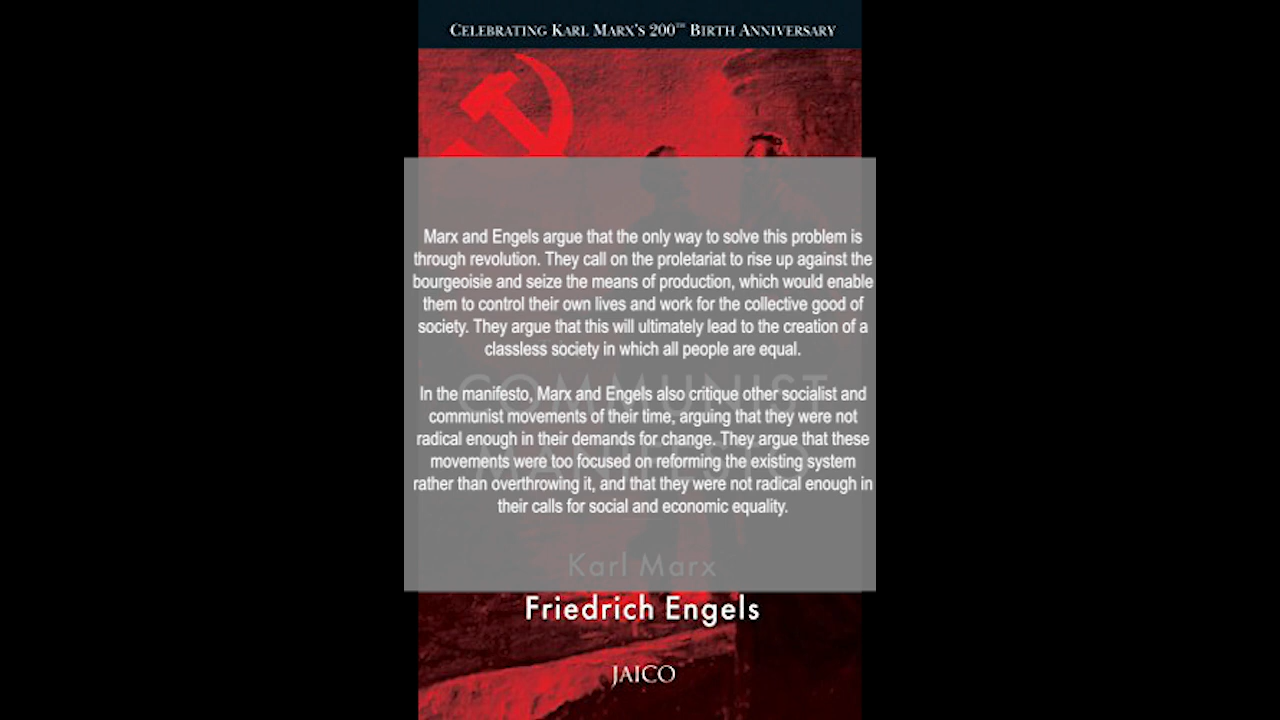 CELEBRATING KARL MARX'S 200TH BIRTH ANNIVERSARY
Marx and Engels argue that the only way to solve this problem is
through revolution. They call on the proletariat to rise up against the
bourgeoisie and seize the means of production, which would enable
them to control their own lives and work for the collective good of
society. They argue that this will ultimately lead to the creation of a
classless society in which all people are equal.
COMMUNIST
In the manifesto, Marx and Engels also critique other socialist and
communist movements of their time, arguing that they were not
radical enough in their demands for change. They argue that these
MANIFESTO
movements were too focused on reforming the existing system
rather than overthrowing it, and that they were not radical enough in
their calls for social and economic equality.
Karl Marx
Friedrich Engels
JAICO